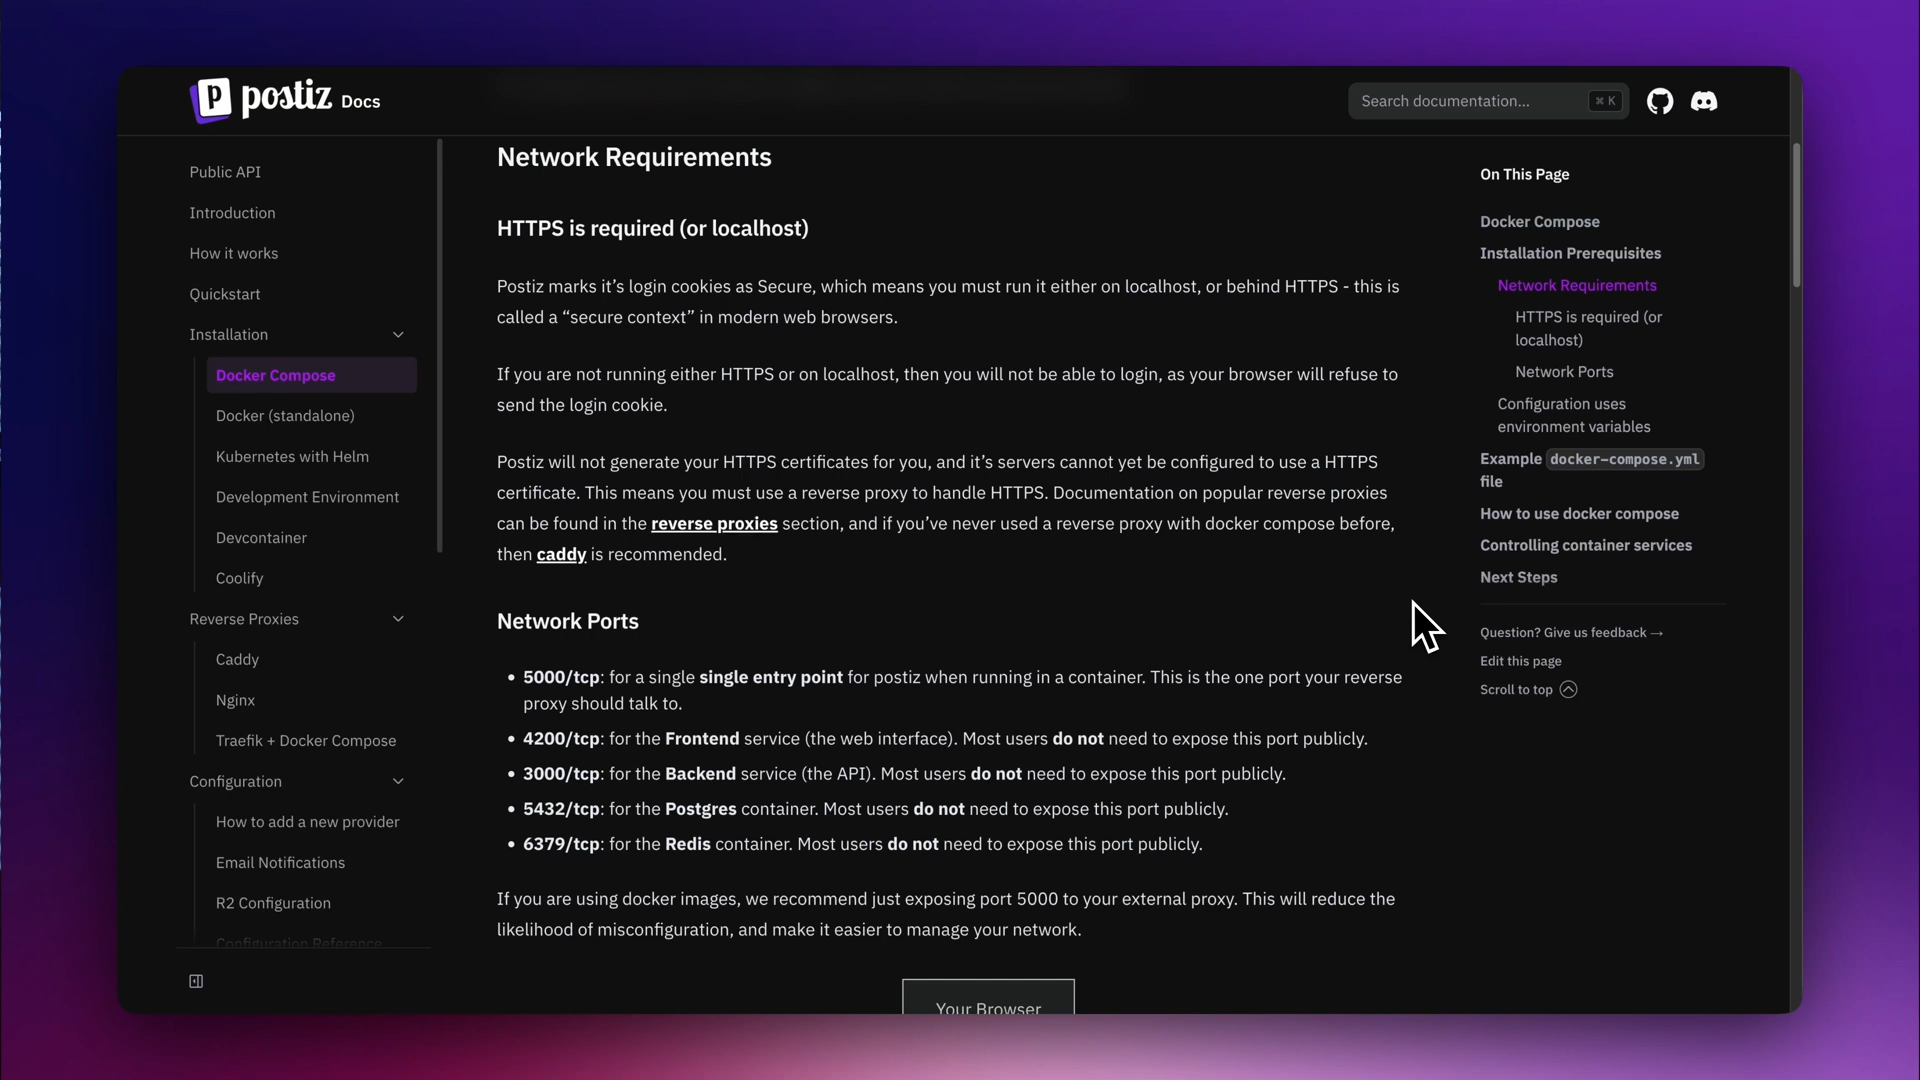 postiz Docs
Search documentation...
⌘ K
Public API
Introduction
How it works
Quickstart
Installation
Docker Compose
Docker (standalone)
Kubernetes with Helm
Development Environment
Devcontainer
Coolify
Reverse Proxies
Caddy
Nginx
Traefik + Docker Compose
Configuration
How to add a new provider
Email Notifications
R2 Configuration
Configuration Reference
Network Requirements
HTTPS is required (or localhost)
Postiz marks it’s login cookies as Secure, which means you must run it either on localhost, or behind HTTPS - this is
called a “secure context” in modern web browsers.
If you are not running either HTTPS or on localhost, then you will not be able to login, as your browser will refuse to
send the login cookie.
Postiz will not generate your HTTPS certificates for you, and it’s servers cannot yet be configured to use a HTTPS
certificate. This means you must use a reverse proxy to handle HTTPS. Documentation on popular reverse proxies
can be found in the reverse proxies section, and if you’ve never used a reverse proxy with docker compose before,
then caddy is recommended.
Network Ports
• 5000/tcp: for a single single entry point for postiz when running in a container. This is the one port your reverse
proxy should talk to.
• 4200/tcp: for the Frontend service (the web interface). Most users do not need to expose this port publicly.
• 3000/tcp: for the Backend service (the API). Most users do not need to expose this port publicly.
• 5432/tcp: for the Postgres container. Most users do not need to expose this port publicly.
• 6379/tcp: for the Redis container. Most users do not need to expose this port publicly.
If you are using docker images, we recommend just exposing port 5000 to your external proxy. This will reduce the
likelihood of misconfiguration, and make it easier to manage your network.
Your Browser
On This Page
Docker Compose
Installation Prerequisites
Network Requirements
HTTPS is required (or
localhost)
Network Ports
Configuration uses
environment variables
Example docker-compose.yml
file
How to use docker compose
Controlling container services
Next Steps
Question? Give us feedback →
Edit this page
Scroll to top